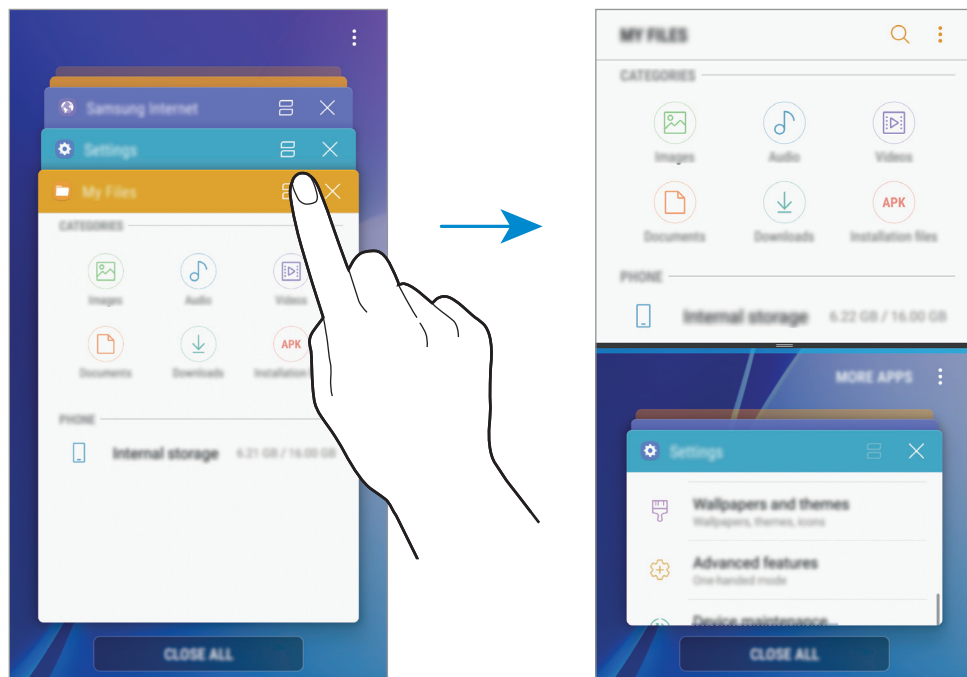 Samsung Internet
Settings
My Files
CATEGORIES
Images
Audio
Videos
APK
Documents
Downloads
Installation
PHONE
Internal storage 6.21 GB / 16.00 GB
CLOSE ALL
MY FILES
CATEGORIES
Images
Audio
Videos
APK
Documents
Downloads
Installation files
PHONE
Internal storage 6.22 GB / 16.00 GB
MORE APPS
Settings
Wallpapers and themes
Wallpapers, themes, icons
Advanced features
One-handed mode
Device maintenance...
CLOSE ALL